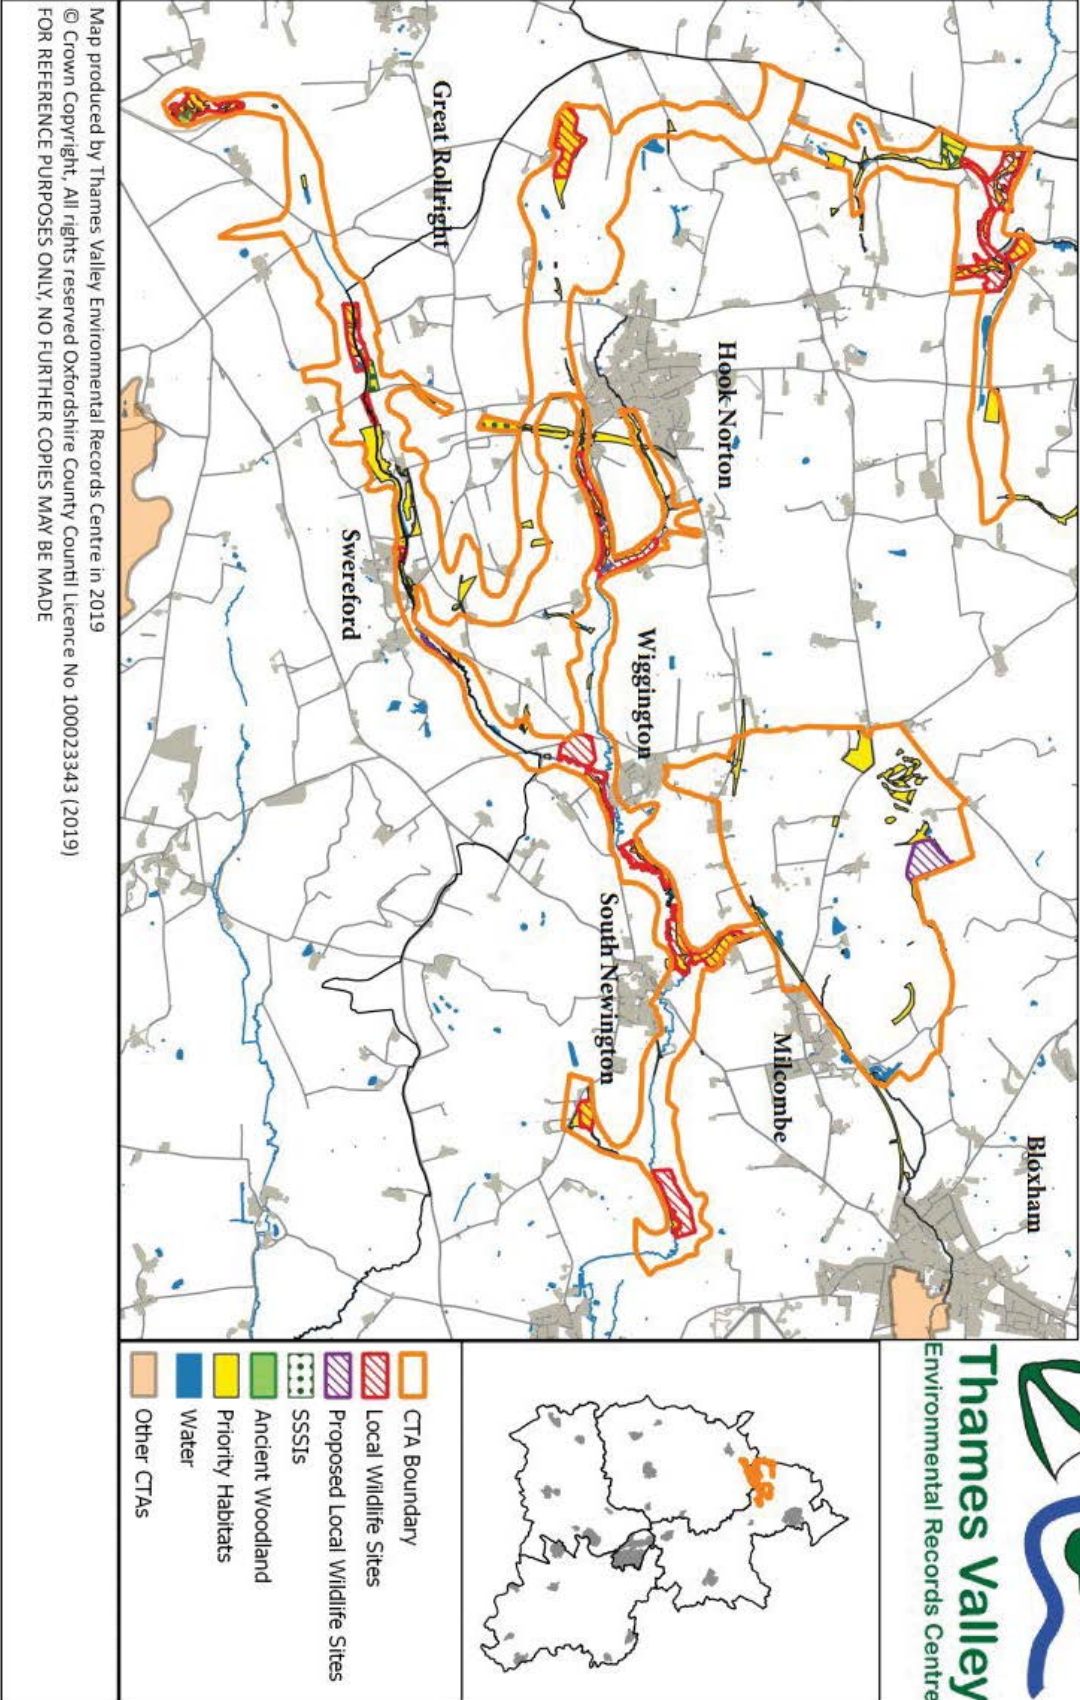 Thames Valley
Environmental Records Centre
Bloxham
Milcombe
Hook Norton
Wiggington
South Newington
Great Rollright
Swereford
CTA Boundary
Local Wildlife Sites
Proposed Local Wildlife Sites
SSSIs
Ancient Woodland
Priority Habitats
Water
Other CTAs
Map produced by Thames Valley Environmental Records Centre in 2019
© Crown Copyright, All rights reserved Oxfordshire County Council Licence No 100023343 (2019)
FOR REFERENCE PURPOSES ONLY, NO FURTHER COPIES MAY BE MADE